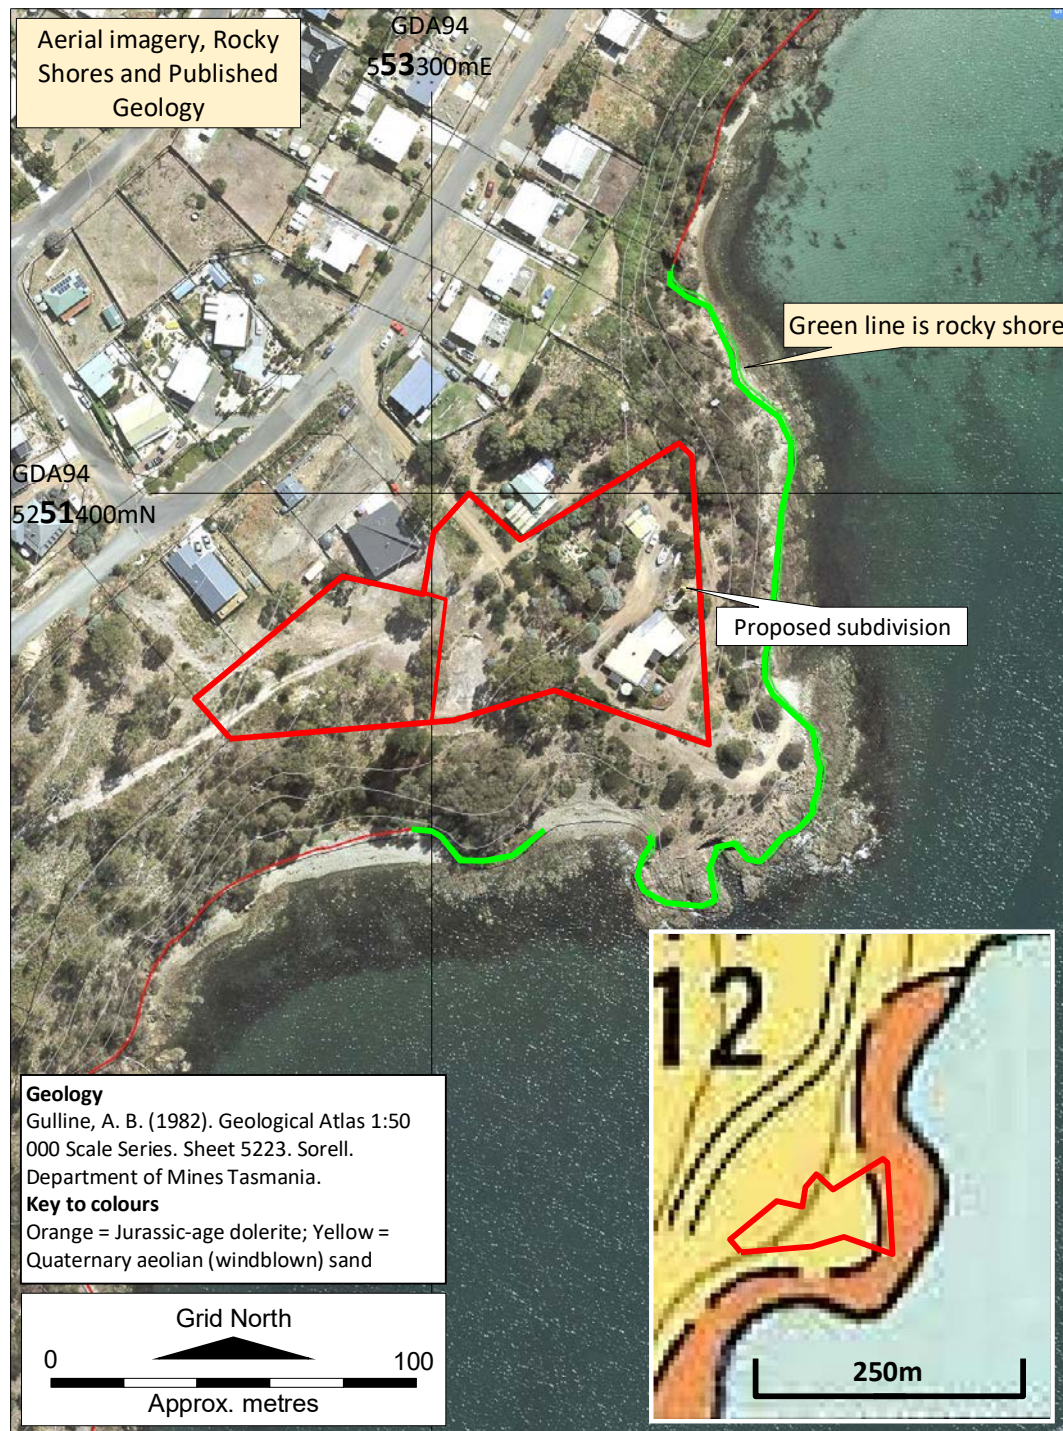 Aerial imagery, Rocky
Shores and Published
Geology
GDA94
553300mE
Green line is rocky shore
GDA94
5251400mN
Proposed subdivision
12
Geology
Gulline, A. B. (1982). Geological Atlas 1:50
000 Scale Series. Sheet 5223. Sorell.
Department of Mines Tasmania.
Key to colours
Orange = Jurassic-age dolerite; Yellow =
Quaternary aeolian (windblown) sand
Grid North
0 100
Approx. metres
250m